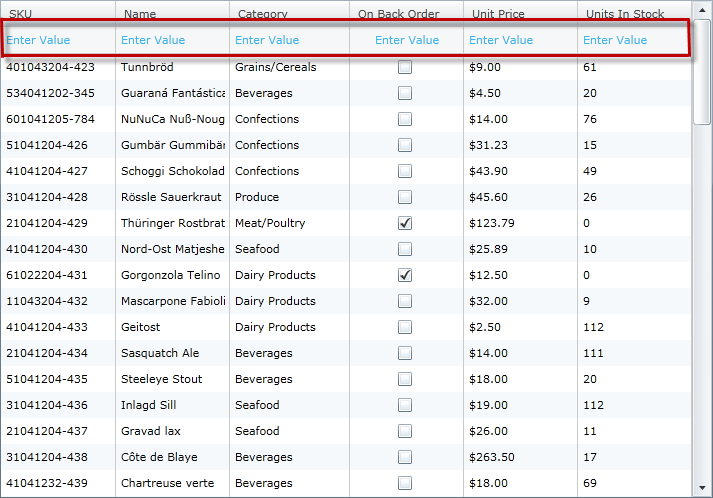 SKU Name Category On Back Order Unit Price Units In Stock
Enter Value Enter Value Enter Value Enter Value Enter Value Enter Value
401043204-423 Tunnbröd Grains/Cereals $9.00 61
534041202-345 Guaraná Fantástica Beverages $4.50 20
601041205-784 NuNuCa Nuß-Noug Confections $14.00 76
51041204-426 Gumbär Gummibär Confections $31.23 15
41041204-427 Schoggi Schokolad Confections $43.90 49
31041204-428 Rössle Sauerkraut Produce $45.60 26
21041204-429 Thüringer Rostbrat Meat/Poultry $123.79 0
41041204-430 Nord-Ost Matjeshe Seafood $25.89 10
61022204-431 Gorgonzola Telino Dairy Products $12.50 0
11043204-432 Mascarpone Fabioli Dairy Products $32.00 9
41041204-433 Geitost Dairy Products $2.50 112
21041204-434 Sasquatch Ale Beverages $14.00 111
51041204-435 Steeleye Stout Beverages $18.00 20
31041204-436 Inlagd Sill Seafood $19.00 112
21041204-437 Gravad lax Seafood $26.00 11
31041204-438 Côte de Blaye Beverages $263.50 17
41041232-439 Chartreuse verte Beverages $18.00 69